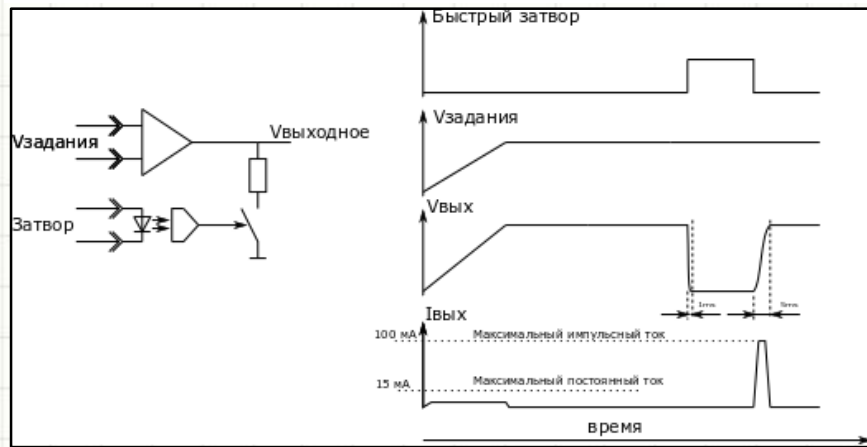 Быстрый затвор
Vзадания
Vвыходное
Vзадания
Затвор
Vвых
Iвых
100 мА
Максимальный импульсный ток
15 мА
Максимальный постоянный ток
время